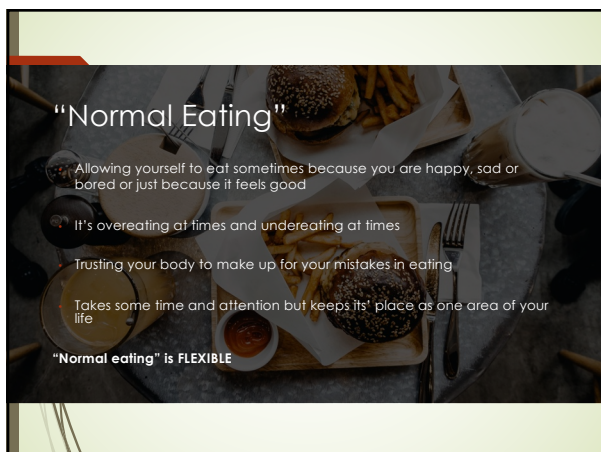 “Normal Eating”
Allowing yourself to eat sometimes because you are happy, sad or
bored or just because it feels good
It’s overeating at times and undereating at times
Trusting your body to make up for your mistakes in eating
Takes some time and attention but keeps its’ place as one area of your
life
“Normal eating” is FLEXIBLE